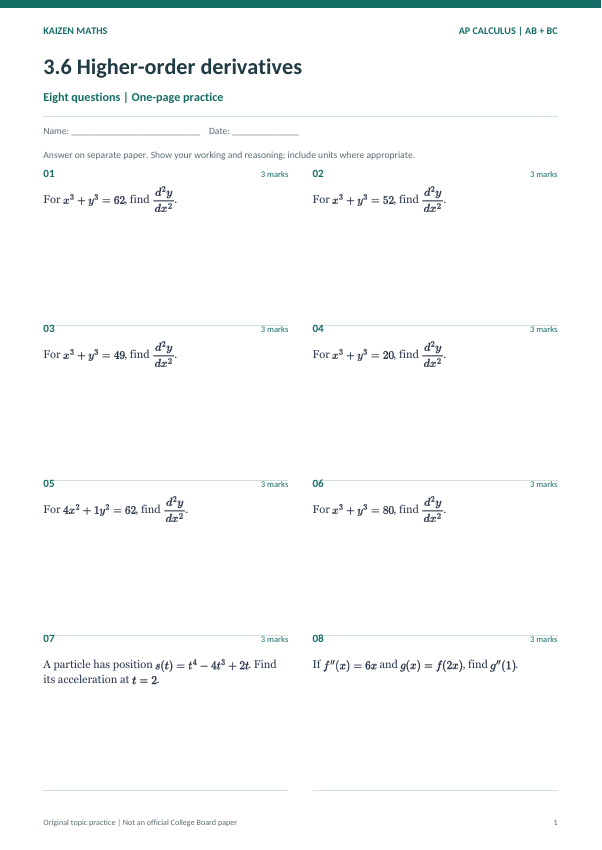 KAIZEN MATHS
AP CALCULUS | AB + BC
3.6 Higher-order derivatives
Eight questions | One-page practice
Name: ______________________________ Date: _____________
Answer on separate paper. Show your working and reasoning; include units where appropriate.
01 3 marks
For x³ + y³ = 62, find d²y/dx².
02 3 marks
For x³ + y³ = 52, find d²y/dx².
03 3 marks
For x³ + y³ = 49, find d²y/dx².
04 3 marks
For x³ + y³ = 20, find d²y/dx².
05 3 marks
For 4x² + 1y² = 62, find d²y/dx².
06 3 marks
For x³ + y³ = 80, find d²y/dx².
07 3 marks
A particle has position s(t) = t⁴ − 4t³ + 2t. Find
its acceleration at t = 2.
08 3 marks
If f″(x) = 6x and g(x) = f(2x), find g″(1).
Original topic practice | Not an official College Board paper
1